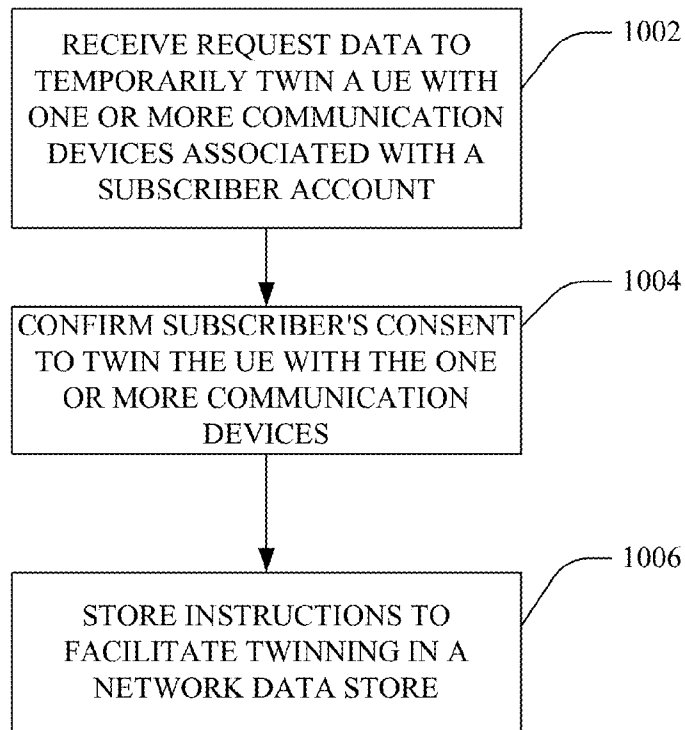 RECEIVE REQUEST DATA TO
TEMPORARILY TWIN A UE WITH
ONE OR MORE COMMUNICATION
DEVICES ASSOCIATED WITH A
SUBSCRIBER ACCOUNT
1002
CONFIRM SUBSCRIBER'S CONSENT
TO TWIN THE UE WITH THE ONE
OR MORE COMMUNICATION
DEVICES
1004
STORE INSTRUCTIONS TO
FACILITATE TWINNING IN A
NETWORK DATA STORE
1006